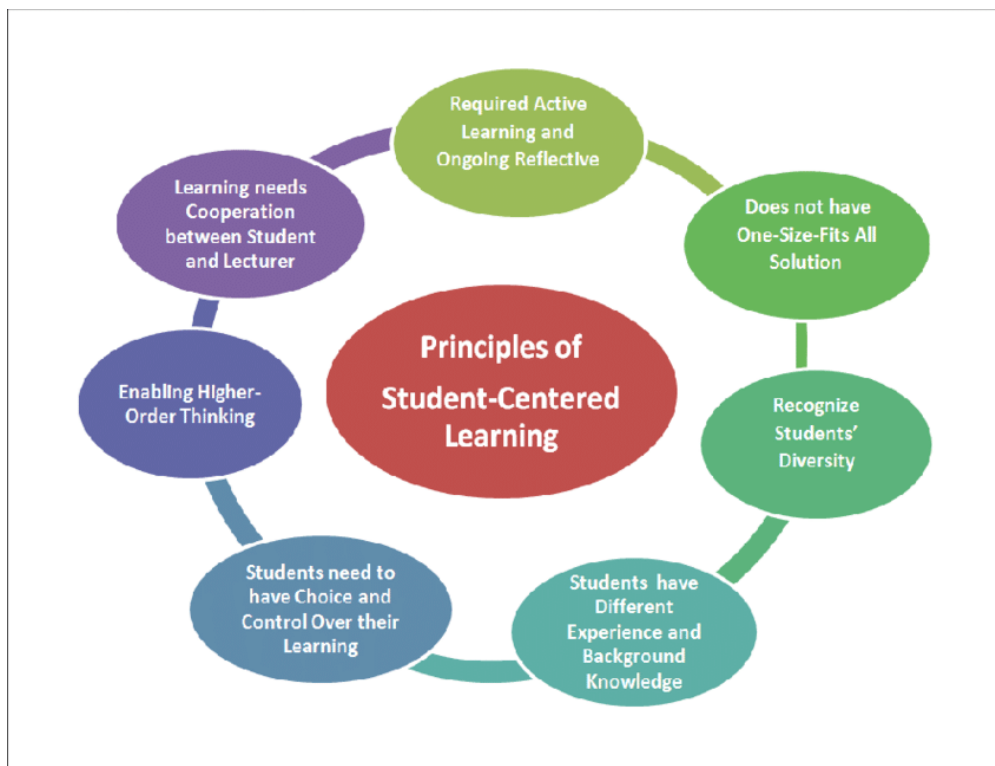 Required Active
Learning and
Ongoing Reflective
Does not have
One-Size-Fits All
Solution
Recognize
Students'
Diversity
Students have
Different
Experience and
Background
Knowledge
Students need to
have Choice and
Control Over their
Learning
Enabling Higher-
Order Thinking
Learning needs
Cooperation
between Student
and Lecturer
Principles of
Student-Centered
Learning